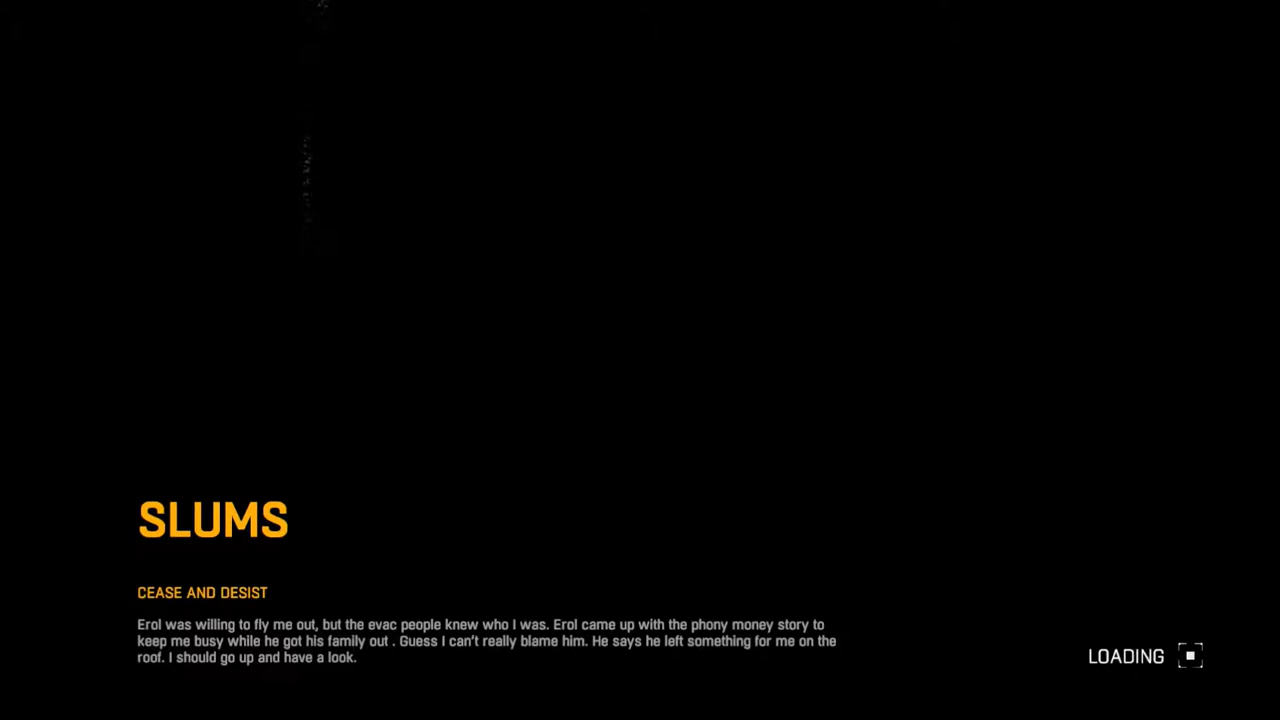 SLUMS
CEASE AND DESIST
Erol was willing to fly me out, but the evac people knew who I was. Erol came up with the phony money story to
keep me busy while he got his family out . Guess I can't really blame him. He says he left something for me on the
roof. I should go up and have a look.
LOADING